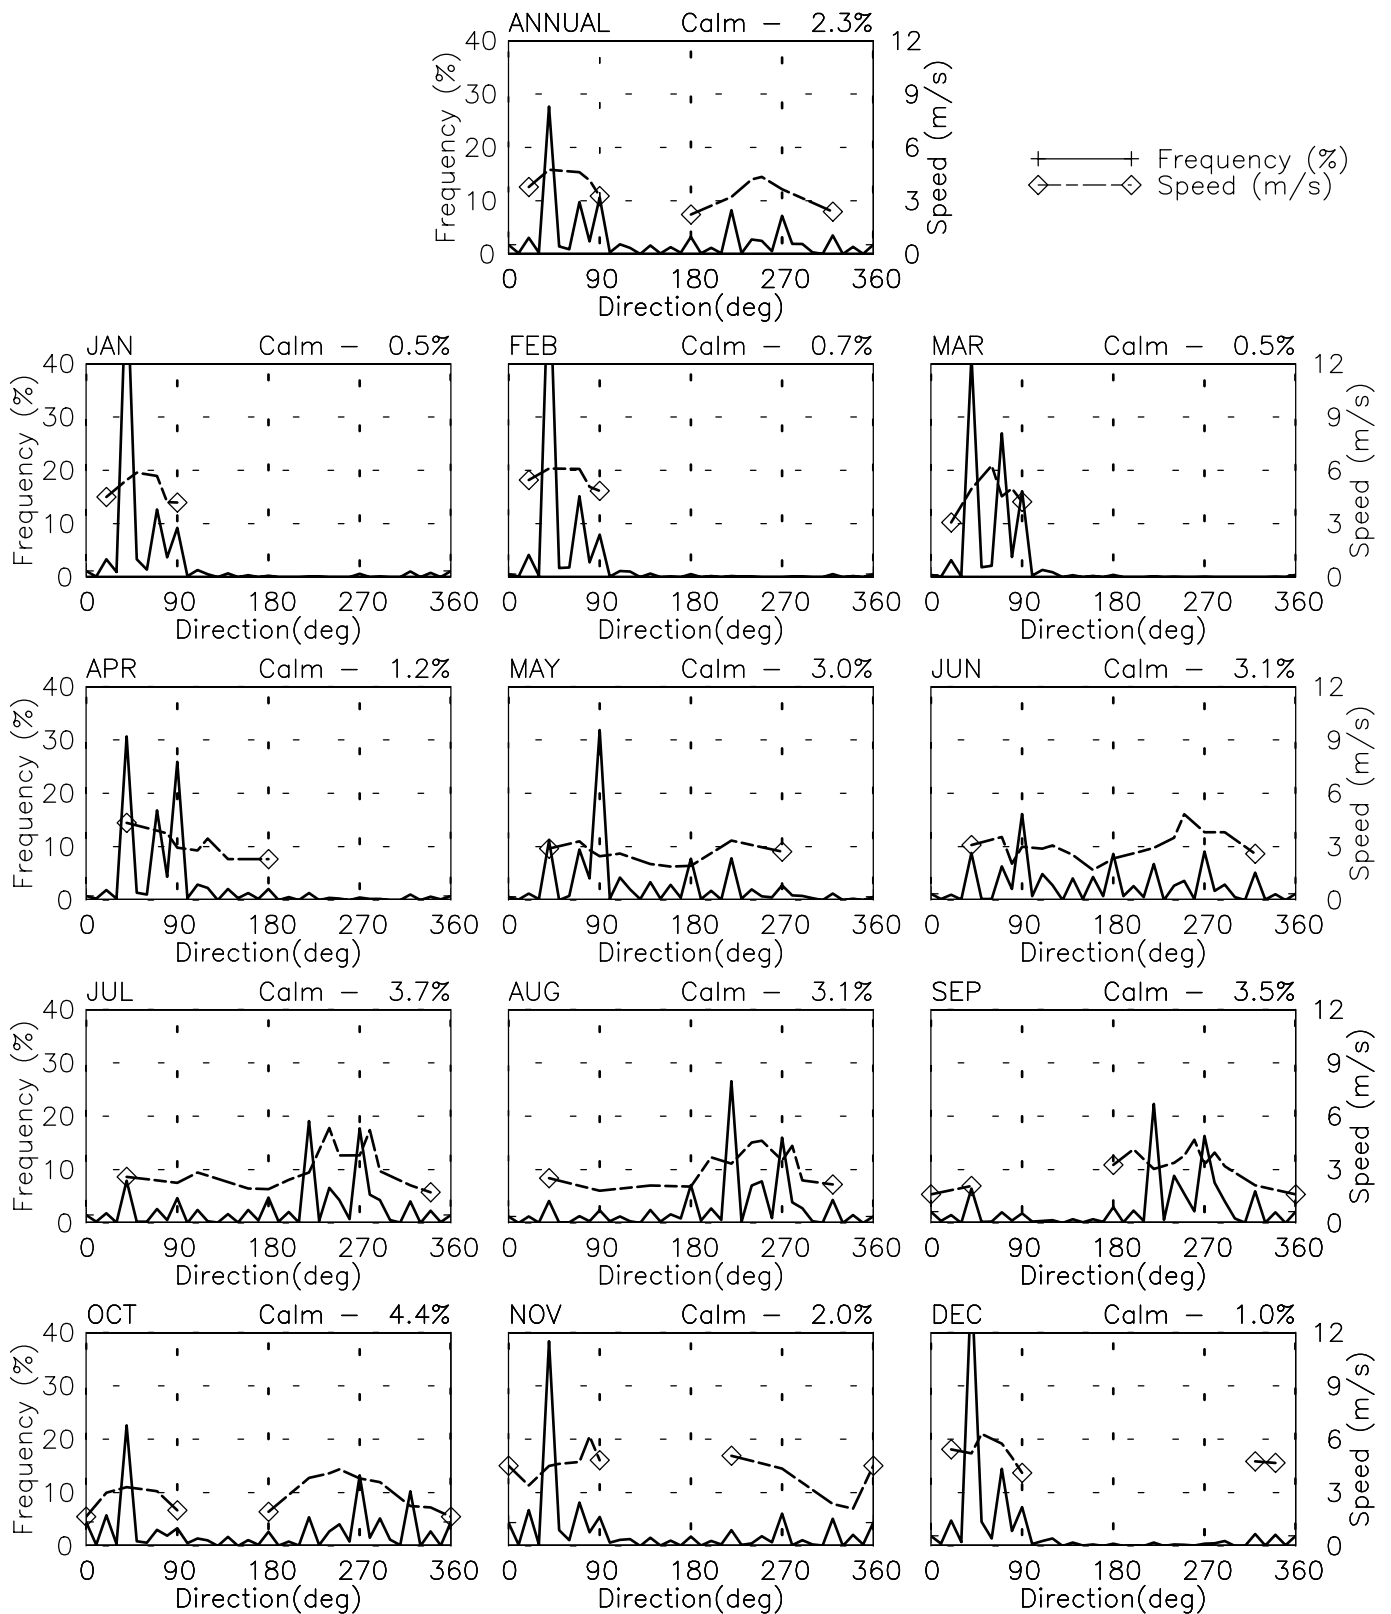 ANNUAL Calm − 2.3%
40 12
30 9
20 6
10 3
0 0
Frequency (%)
Speed (m/s)
0 90 180 270 360
Direction(deg)
Frequency (%)
Speed (m/s)
JAN Calm − 0.5% FEB Calm − 0.7% MAR Calm − 0.5%
40 12
30 9
20 6
10 3
0 0
Frequency (%)
Speed (m/s)
0 90 180 270 360 0 90 180 270 360 0 90 180 270 360
Direction(deg) Direction(deg) Direction(deg)
APR Calm − 1.2% MAY Calm − 3.0% JUN Calm − 3.1%
40 12
30 9
20 6
10 3
0 0
Frequency (%)
Speed (m/s)
0 90 180 270 360 0 90 180 270 360 0 90 180 270 360
Direction(deg) Direction(deg) Direction(deg)
JUL Calm − 3.7% AUG Calm − 3.1% SEP Calm − 3.5%
40 12
30 9
20 6
10 3
0 0
Frequency (%)
Speed (m/s)
0 90 180 270 360 0 90 180 270 360 0 90 180 270 360
Direction(deg) Direction(deg) Direction(deg)
OCT Calm − 4.4% NOV Calm − 2.0% DEC Calm − 1.0%
40 12
30 9
20 6
10 3
0 0
Frequency (%)
Speed (m/s)
0 90 180 270 360 0 90 180 270 360 0 90 180 270 360
Direction(deg) Direction(deg) Direction(deg)